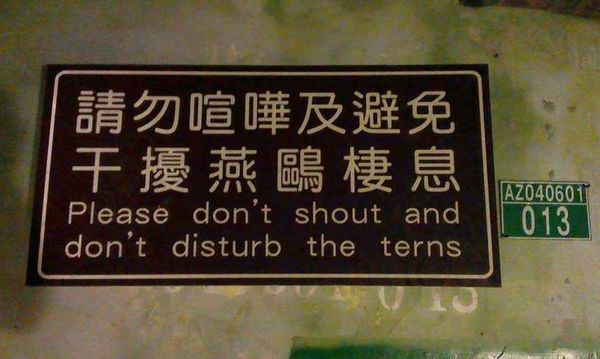 請勿喧嘩及避免
干擾燕鷗棲息
Please don't shout and
don't disturb the terns
AZ040601
013
013